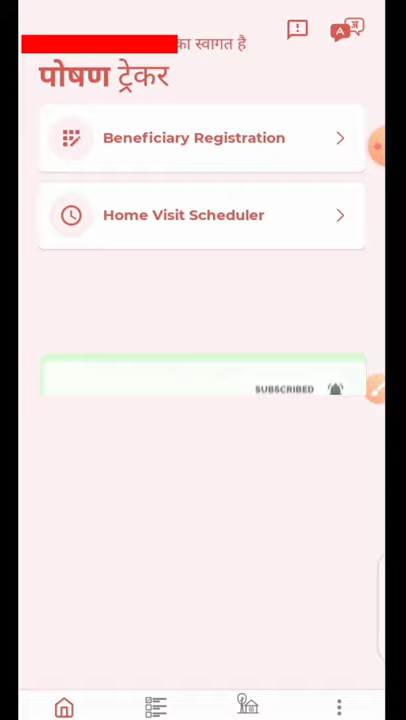 का स्वागत है
पोषण ट्रेकर
Beneficiary Registration
Home Visit Scheduler
SUBSCRIBED